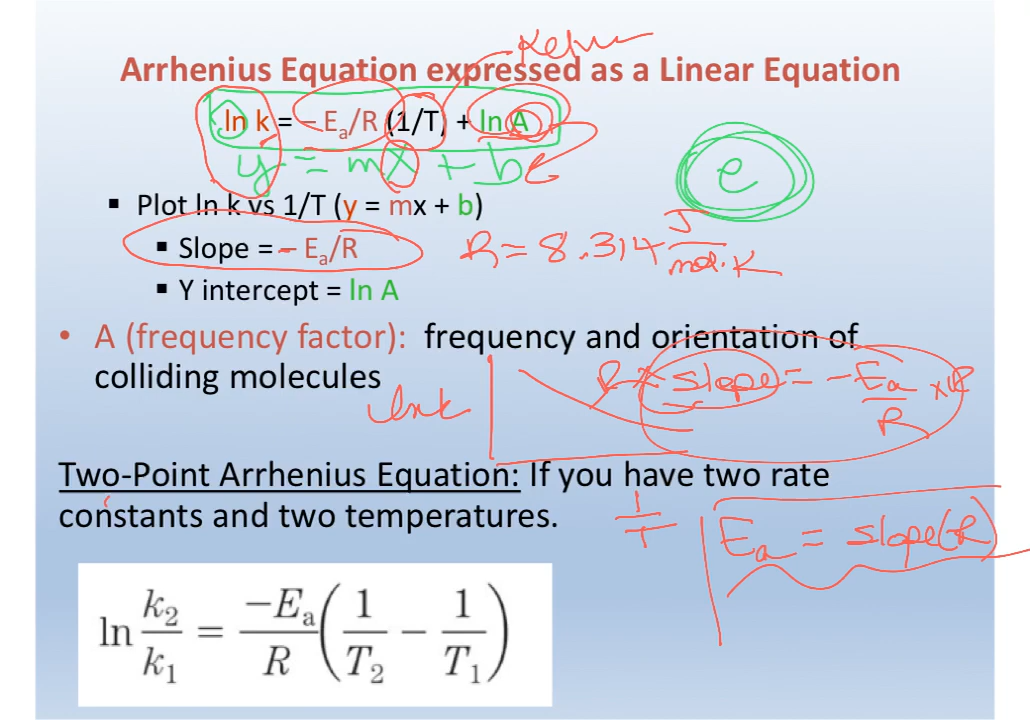 Kelvin
Arrhenius Equation expressed as a Linear Equation
ln k = – Ea/R (1/T) + ln A
y = mx + b
e
▪ Plot ln k vs 1/T (y = mx + b)
▪ Slope = – Ea/R
R = 8.314 J/mol·K
▪ Y intercept = ln A
• A (frequency factor): frequency and orientation of
colliding molecules
ln k
R × slope = -Ea/R × R
Two-Point Arrhenius Equation: If you have two rate
constants and two temperatures.
1/T
Ea = slope(-R)
ln k2/k1 = −Ea/R (1/T2 − 1/T1)